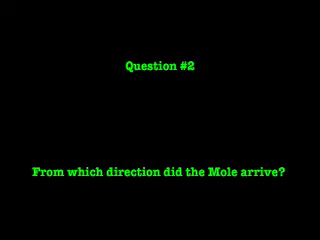 Question #2
From which direction did the Mole arrive?